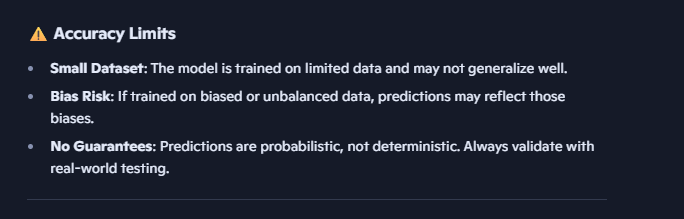 ⚠️ Accuracy Limits
• Small Dataset: The model is trained on limited data and may not generalize well.
• Bias Risk: If trained on biased or unbalanced data, predictions may reflect those
biases.
• No Guarantees: Predictions are probabilistic, not deterministic. Always validate with
real-world testing.